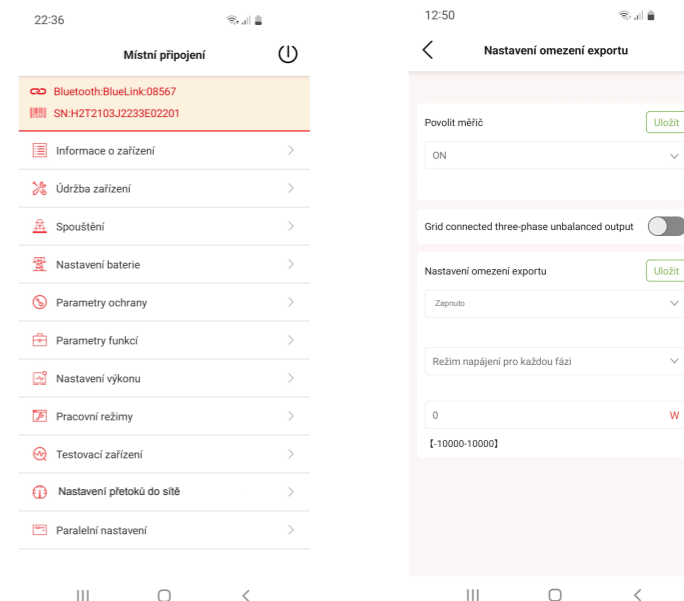 22:36
Místní připojení
Bluetooth:BlueLink:08567
SN:H2T2103J2233E02201
Informace o zařízení
Údržba zařízení
Spouštění
Nastavení baterie
Parametry ochrany
Parametry funkcí
Nastavení výkonu
Pracovní režimy
Testovací zařízení
Nastavení přetoků do sítě
Paralelní nastavení
12:50
Nastavení omezení exportu
Povolit měřič
Uložit
ON
Grid connected three-phase unbalanced output
Nastavení omezení exportu
Uložit
Zapnuto
Režim napájení pro každou fázi
0 W
【-10000-10000】